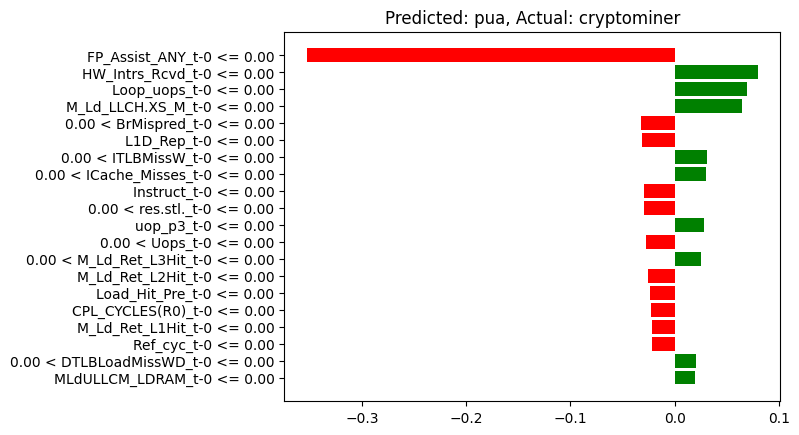 Predicted: pua, Actual: cryptominer
FP_Assist_ANY_t-0 <= 0.00
HW_Intrs_Rcvd_t-0 <= 0.00
Loop_uops_t-0 <= 0.00
M_Ld_LLCH.XS_M_t-0 <= 0.00
0.00 < BrMispred_t-0 <= 0.00
L1D_Rep_t-0 <= 0.00
0.00 < ITLBMissW_t-0 <= 0.00
0.00 < ICache_Misses_t-0 <= 0.00
Instruct_t-0 <= 0.00
0.00 < res.stl._t-0 <= 0.00
uop_p3_t-0 <= 0.00
0.00 < Uops_t-0 <= 0.00
0.00 < M_Ld_Ret_L3Hit_t-0 <= 0.00
M_Ld_Ret_L2Hit_t-0 <= 0.00
Load_Hit_Pre_t-0 <= 0.00
CPL_CYCLES(R0)_t-0 <= 0.00
M_Ld_Ret_L1Hit_t-0 <= 0.00
Ref_cyc_t-0 <= 0.00
0.00 < DTLBLoadMissWD_t-0 <= 0.00
MLdULLCM_LDRAM_t-0 <= 0.00
−0.3 −0.2 −0.1 0.0 0.1